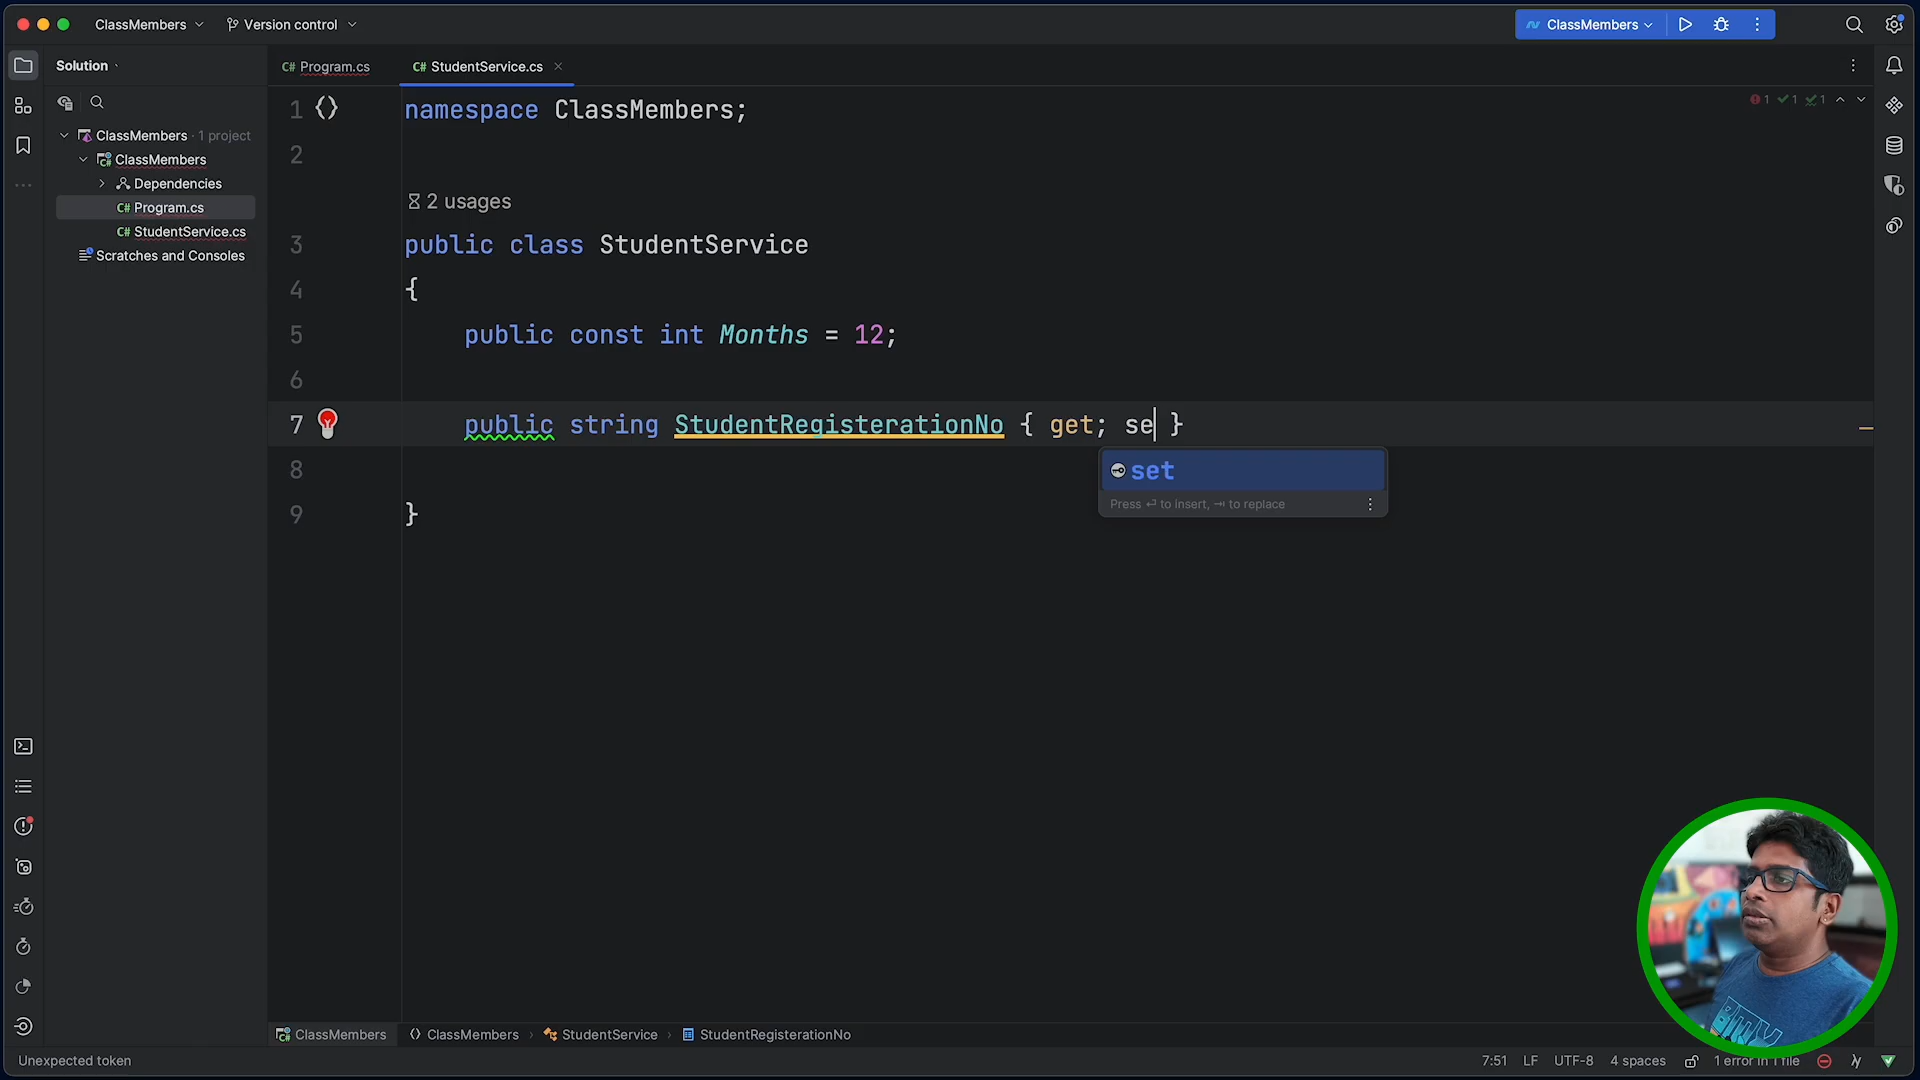 ClassMembers
Version control
ClassMembers
Solution
C# Program.cs
C# StudentService.cs
1 1 1
ClassMembers · 1 project
ClassMembers
Dependencies
C# Program.cs
C# StudentService.cs
Scratches and Consoles
1 namespace ClassMembers;
2
2 usages
3 public class StudentService
4 {
5 public const int Months = 12;
6
7 public string StudentRegisterationNo { get; se }
set
Press ⏎ to insert, ⇥ to replace
8
9 }
ClassMembers ClassMembers › StudentService › StudentRegisterationNo
Unexpected token
7:51 LF UTF-8 4 spaces 1 error in 1 file